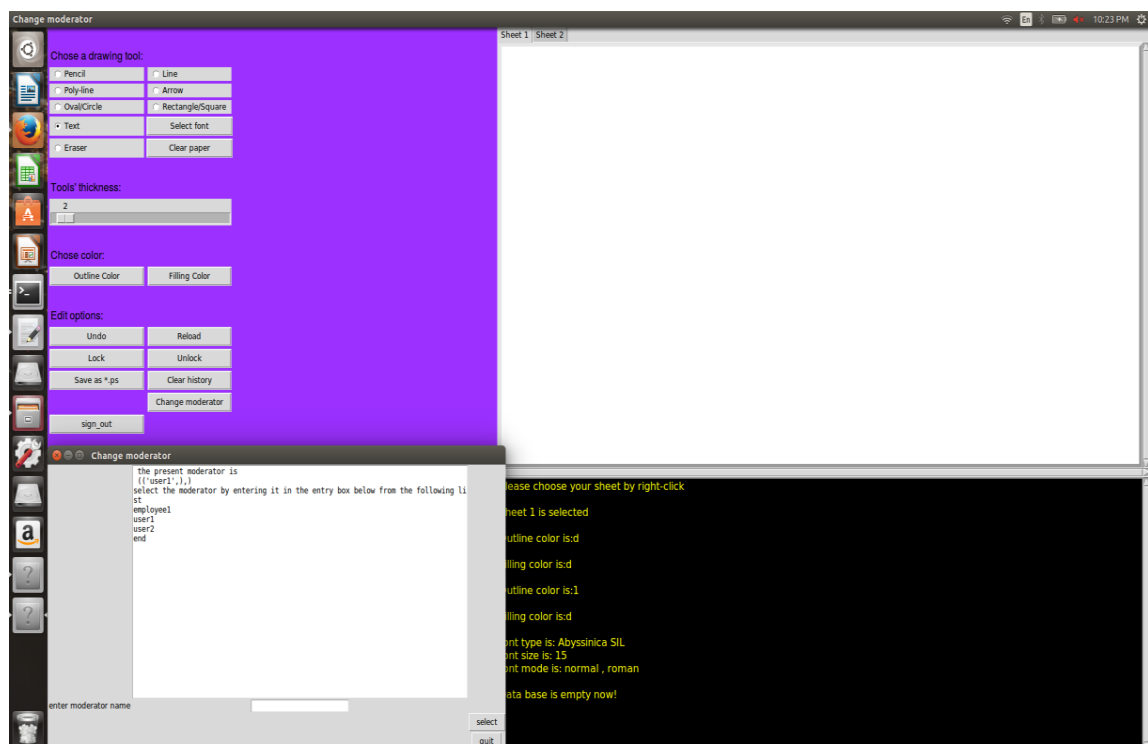 Change moderator
En
10:23 PM
Chose a drawing tool:
Pencil
Line
Poly-line
Arrow
Oval/Circle
Rectangle/Square
Text
Select font
Eraser
Clear paper
Tools' thickness:
2
Chose color:
Outline Color
Filling Color
Edit options:
Undo
Reload
Lock
Unlock
Save as *.ps
Clear history
Change moderator
sign_out
Sheet 1
Sheet 2
Change moderator
the present moderator is
(('user1',),)
select the moderator by entering it in the entry box below from the following li
st
employee1
user1
user2
end
enter moderator name
select
quit
lease choose your sheet by right-click
heet 1 is selected
utline color is:d
illing color is:d
utline color is:1
illing color is:d
ont type is: Abyssinica SIL
ont size is: 15
ont mode is: normal , roman
ata base is empty now!